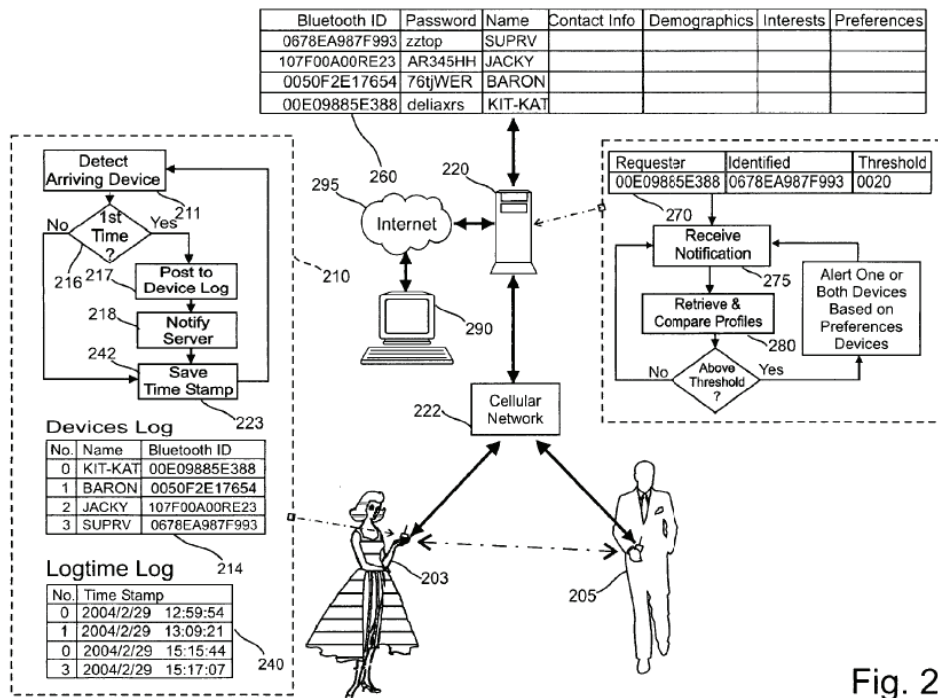 Bluetooth ID Password Name Contact Info Demographics Interests Preferences
0678EA987F993 zztop SUPRV
107F00A00RE23 AR345HH JACKY
0050F2E17654 76tjWER BARON
00E09885E388 deliaxrs KIT-KAT
260
220
295
Internet
290
222
Cellular
Network
203
205
210
Detect
Arriving Device
211
No
1st
Time
?
Yes
216
217
Post to
Device Log
218
Notify
Server
242
Save
Time Stamp
223
Devices Log
No. Name Bluetooth ID
0 KIT-KAT 00E09885E388
1 BARON 0050F2E17654
2 JACKY 107F00A00RE23
3 SUPRV 0678EA987F993
214
Logtime Log
No. Time Stamp
0 2004/2/29 12:59:54
1 2004/2/29 13:09:21
0 2004/2/29 15:15:44
3 2004/2/29 15:17:07
240
Requester Identified Threshold
00E09885E388 0678EA987F993 0020
270
Receive
Notification
275
Retrieve &
Compare Profiles
280
No
Above
Threshold
?
Yes
Alert One or
Both Devices
Based on
Preferences
Devices
Fig. 2